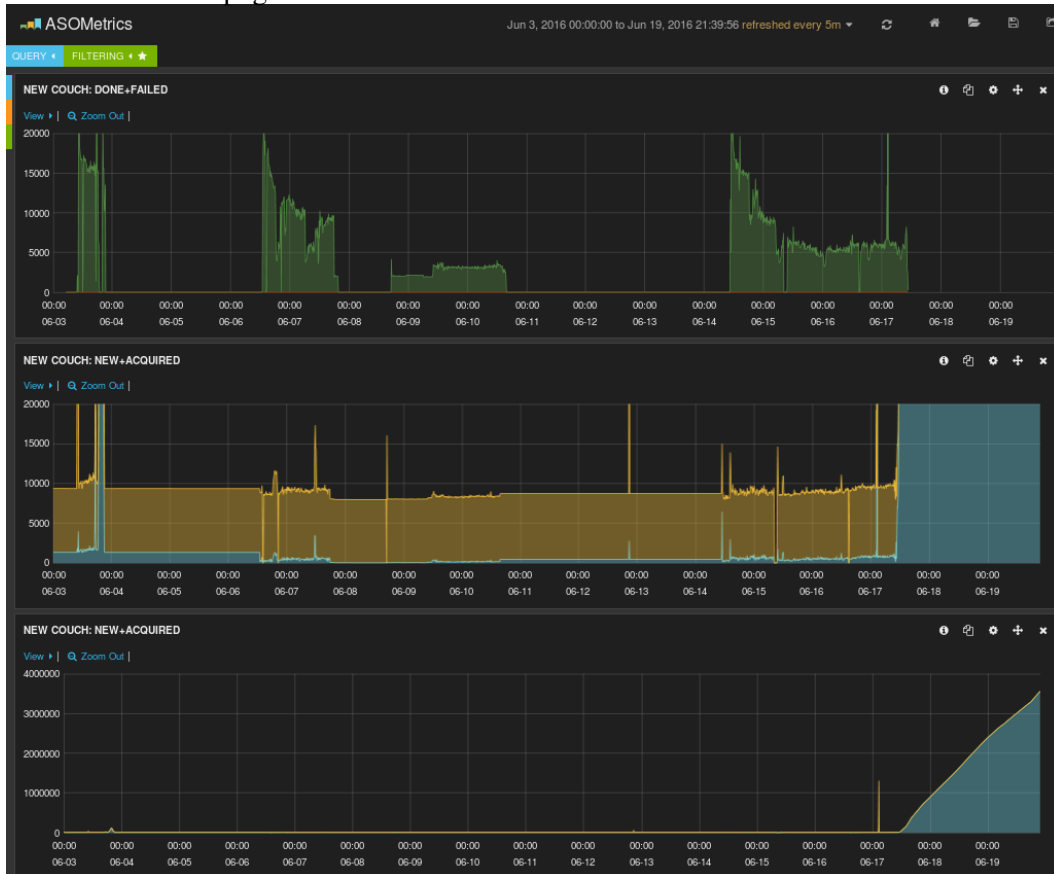 ASOMetrics
Jun 3, 2016 00:00:00 to Jun 19, 2016 21:39:56 refreshed every 5m
QUERY FILTERING
NEW COUCH: DONE+FAILED
View | Zoom Out |
20000
15000
10000
5000
0
00:00 00:00 00:00 00:00 00:00 00:00 00:00 00:00 00:00 00:00 00:00 00:00 00:00 00:00 00:00 00:00 00:00
06-03 06-04 06-05 06-06 06-07 06-08 06-09 06-10 06-11 06-12 06-13 06-14 06-15 06-16 06-17 06-18 06-19
NEW COUCH: NEW+ACQUIRED
View | Zoom Out |
20000
15000
10000
5000
0
00:00 00:00 00:00 00:00 00:00 00:00 00:00 00:00 00:00 00:00 00:00 00:00 00:00 00:00 00:00 00:00 00:00
06-03 06-04 06-05 06-06 06-07 06-08 06-09 06-10 06-11 06-12 06-13 06-14 06-15 06-16 06-17 06-18 06-19
NEW COUCH: NEW+ACQUIRED
View | Zoom Out |
4000000
3000000
2000000
1000000
0
00:00 00:00 00:00 00:00 00:00 00:00 00:00 00:00 00:00 00:00 00:00 00:00 00:00 00:00 00:00 00:00 00:00
06-03 06-04 06-05 06-06 06-07 06-08 06-09 06-10 06-11 06-12 06-13 06-14 06-15 06-16 06-17 06-18 06-19